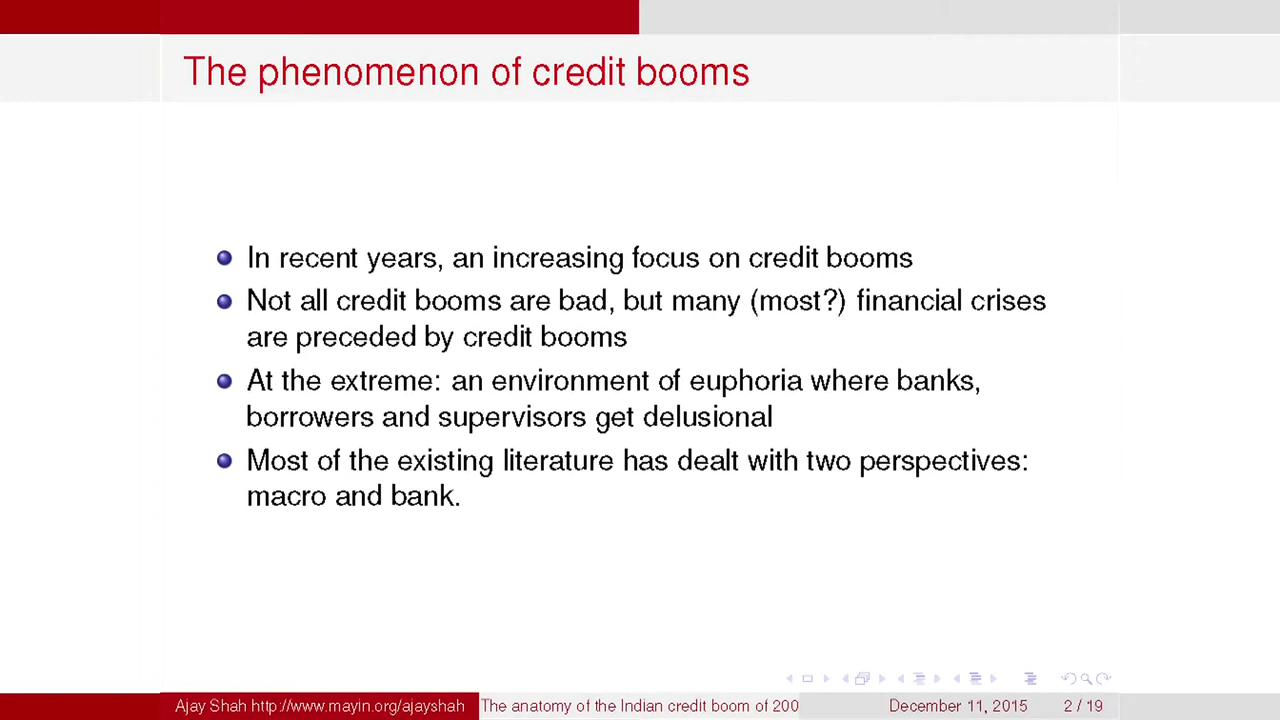 The phenomenon of credit booms
In recent years, an increasing focus on credit booms
Not all credit booms are bad, but many (most?) financial crises
are preceded by credit booms
At the extreme: an environment of euphoria where banks,
borrowers and supervisors get delusional
Most of the existing literature has dealt with two perspectives:
macro and bank.
Ajay Shah http://www.mayin.org/ajayshah The anatomy of the Indian credit boom of 200 December 11, 2015 2 / 19